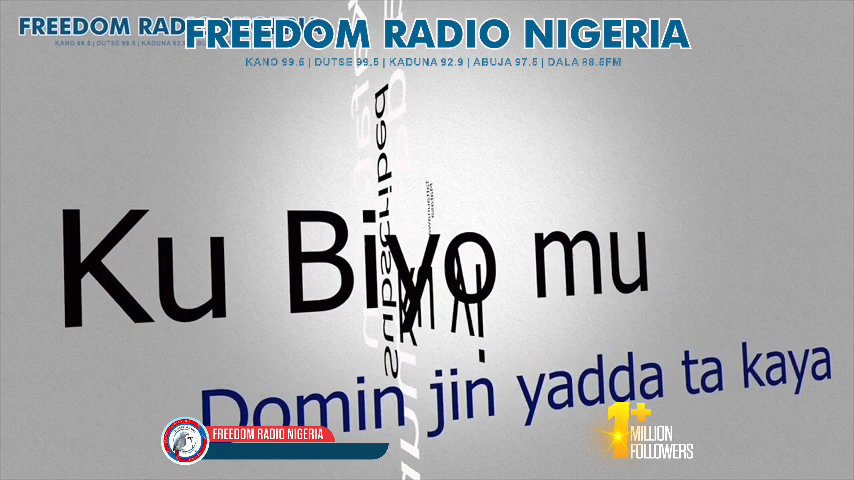 FREEDOM RADIO NIGERIA
KANO 99.5 | DUTSE 99.5 | KADUNA 92.9 | ABUJA 97.5 | DALA 88.5FM
Ku Biyo mu
Domin jin yadda ta kaya
FREEDOM RADIO NIGERIA
1+
MILLION
FOLLOWERS